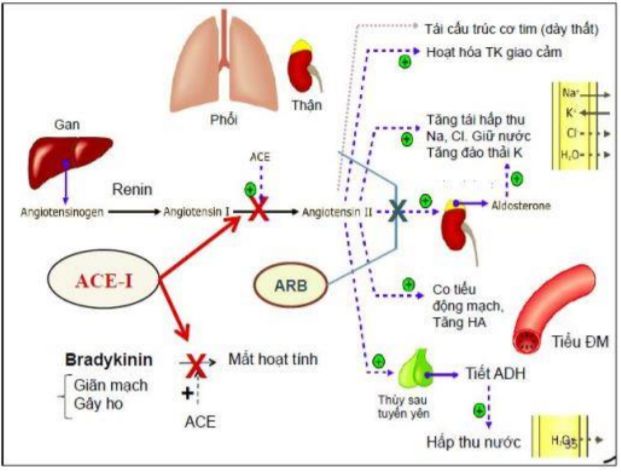 Tái cấu trúc cơ tim (dày thất)
Hoạt hóa TK giao cảm
Phổi
Thận
Gan
Tăng tái hấp thu
Na, Cl. Giữ nước
Tăng đào thải K
Na⁺
K⁺
Cl⁻
H₂O
ACE
Renin
Angiotensinogen
Angiotensin I
Angiotensin II
Aldosterone
ACE-I
ARB
Co tiểu
động mạch,
Tăng HA
Tiểu ĐM
Bradykinin
Mất hoạt tính
Giãn mạch
Gây ho
ACE
Thùy sau
tuyến yên
Tiết ADH
Hấp thu nước
H₂O
35